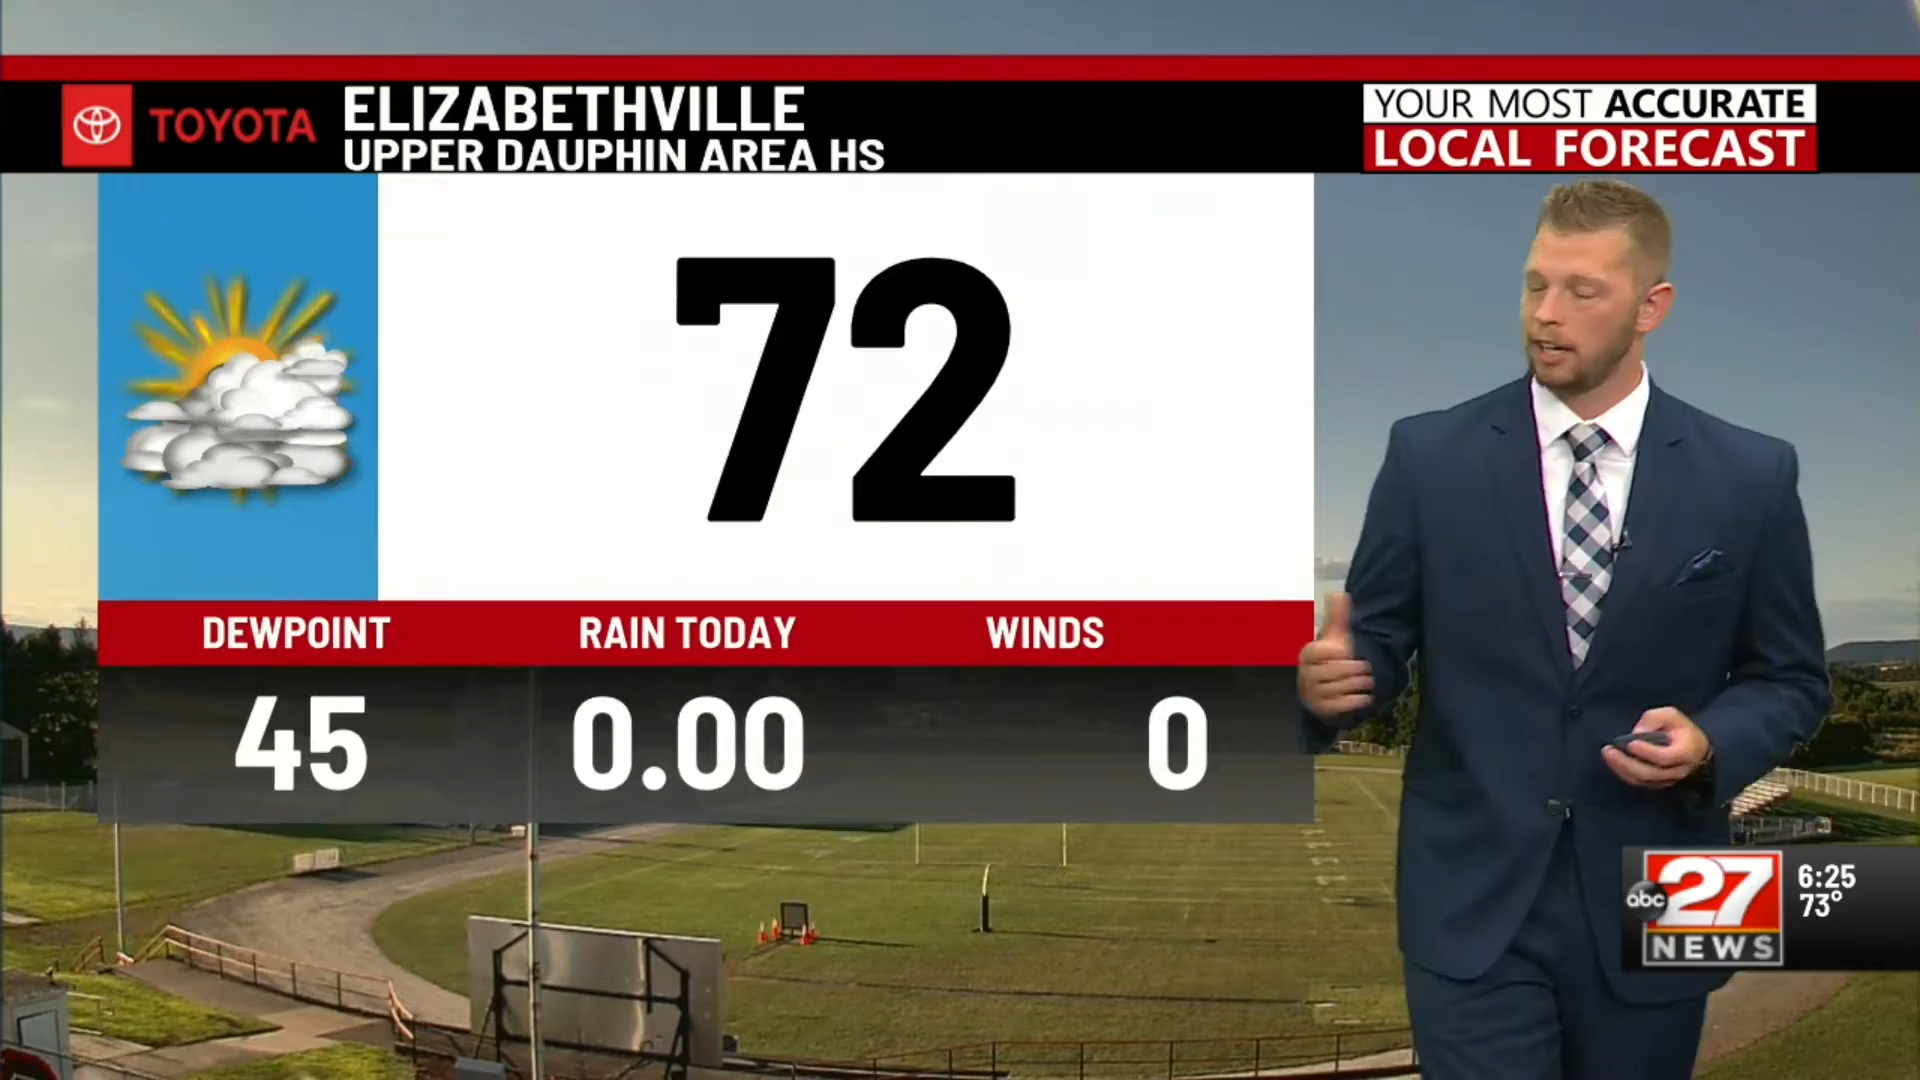 TOYOTA
ELIZABETHVILLE
UPPER DAUPHIN AREA HS
YOUR MOST ACCURATE
LOCAL FORECAST
72
DEWPOINT RAIN TODAY WINDS
45 0.00 0
abc 27
NEWS
6:25
73°